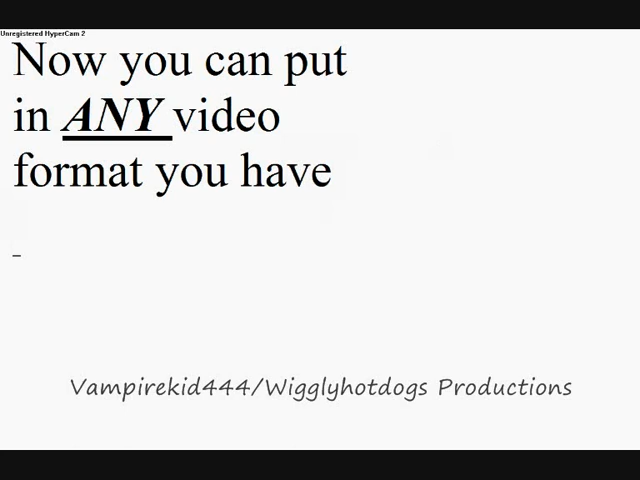 Unregistered HyperCam 2
Now you can put
in ANY video
format you have
-
Vampirekid444/Wigglyhotdogs Productions